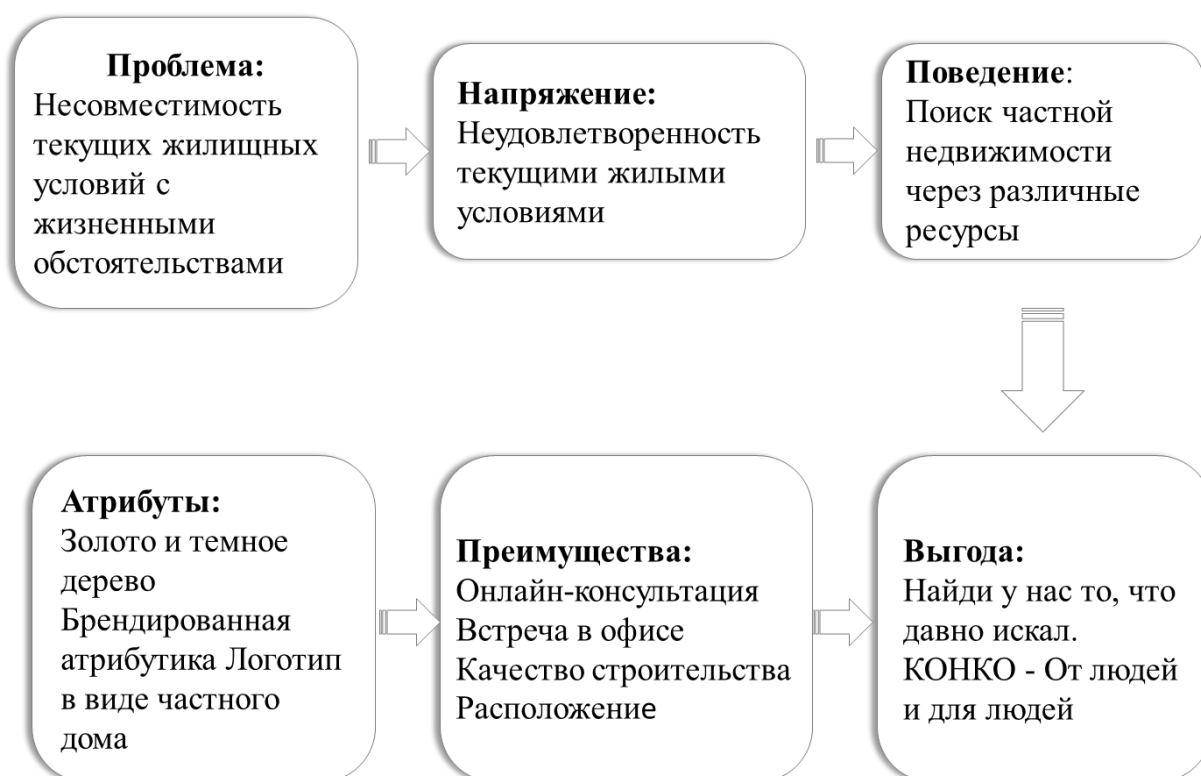 Проблема:
Несовместимость
текущих жилищных
условий с
жизненными
обстоятельствами
Напряжение:
Неудовлетворенность
текущими жилыми
условиями
Поведение:
Поиск частной
недвижимости
через различные
ресурсы
Атрибуты:
Золото и темное
дерево
Брендированная
атрибутика Логотип
в виде частного
дома
Преимущества:
Онлайн-консультация
Встреча в офисе
Качество строительства
Расположение
Выгода:
Найди у нас то, что
давно искал.
КОНКО - От людей
и для людей